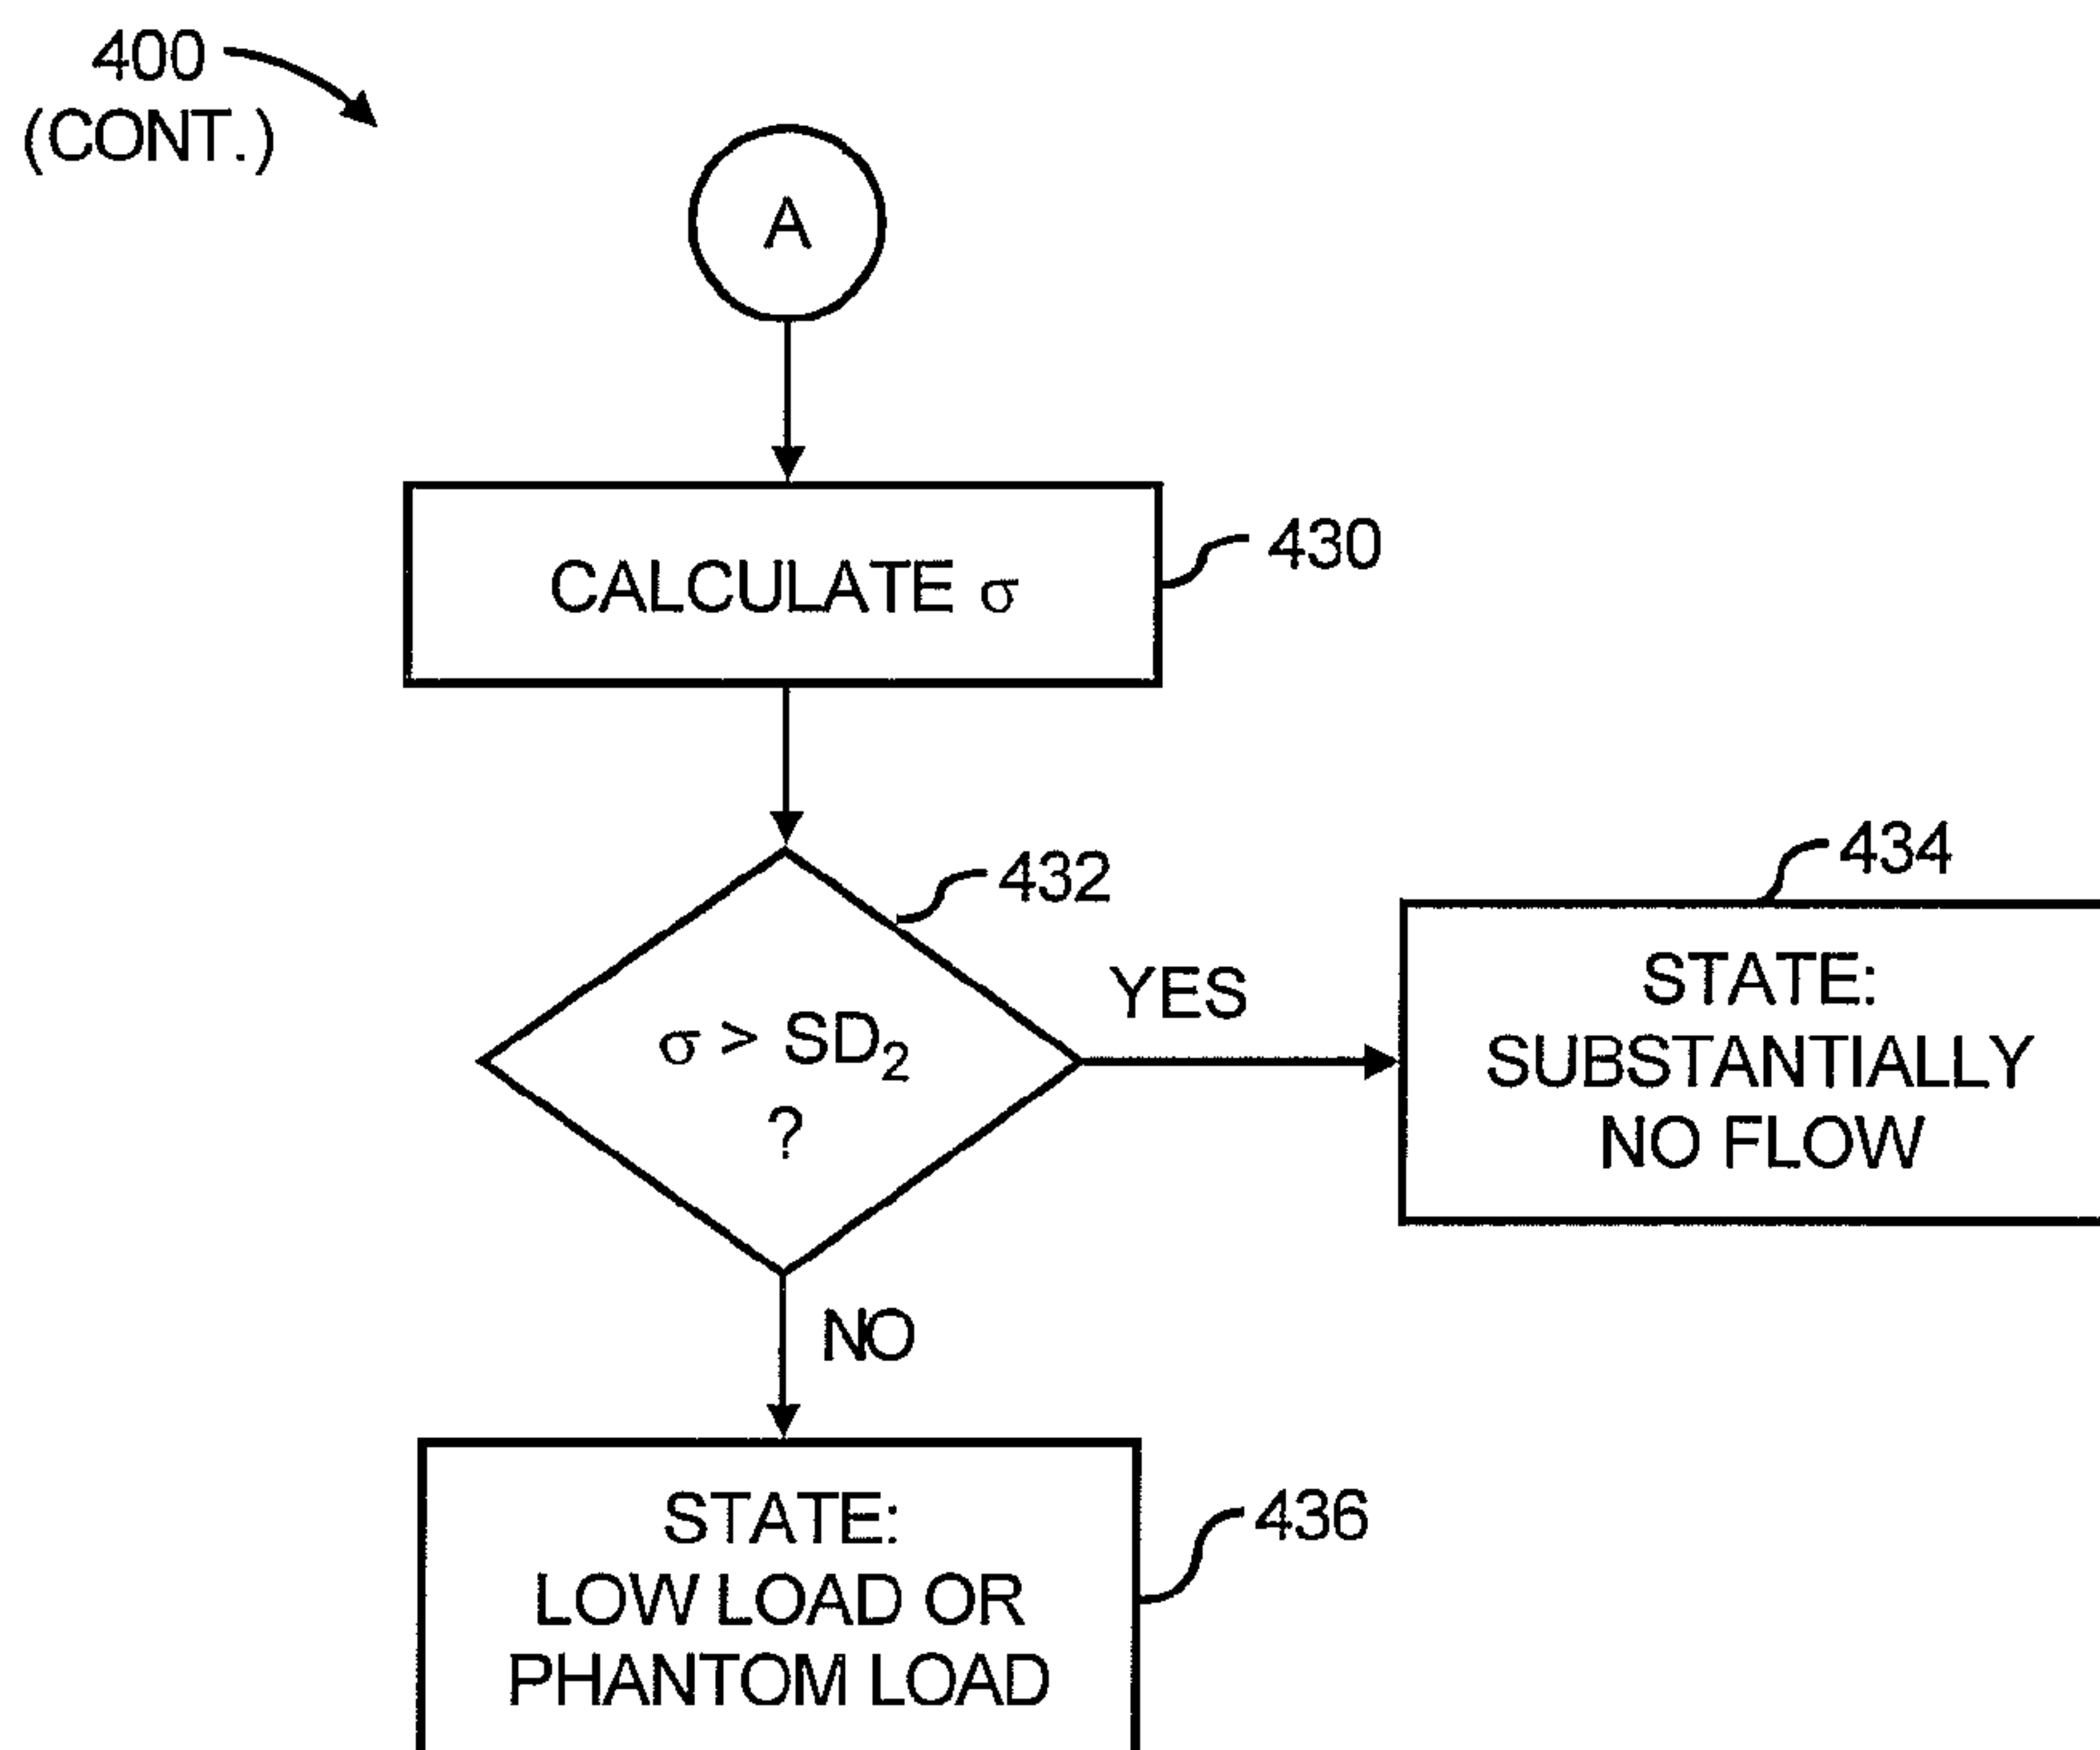 400
(CONT.)
A
CALCULATE σ
430
432
σ > SD₂
?
YES
434
STATE:
SUBSTANTIALLY
NO FLOW
NO
STATE:
LOW LOAD OR
PHANTOM LOAD
436